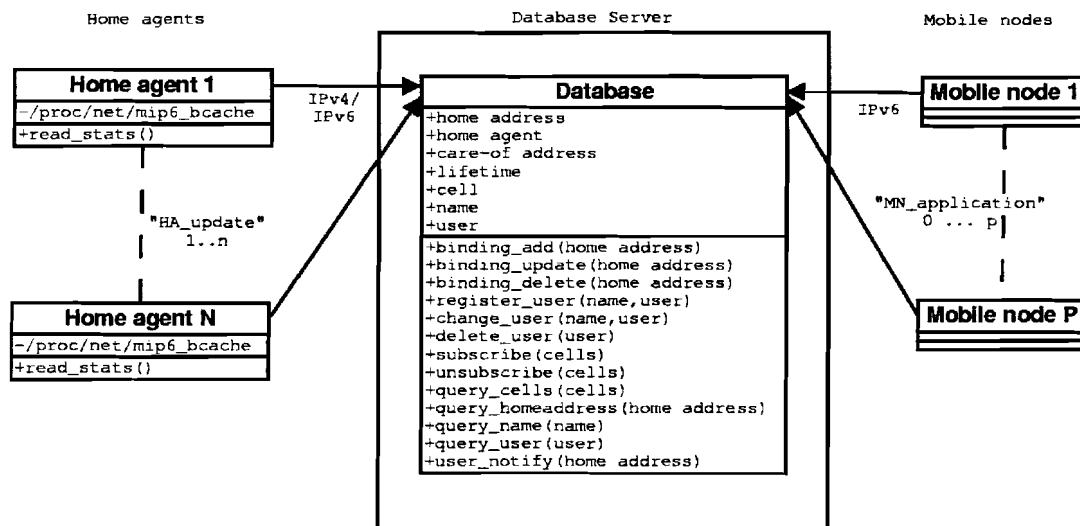 Home agents
Database Server
Mobile nodes
Home agent 1
-/proc/net/mip6_bcache
+read_stats()
IPv4/
IPv6
"HA_update"
1..n
Home agent N
-/proc/net/mip6_bcache
+read_stats()
Database
+home address
+home agent
+care-of address
+lifetime
+cell
+name
+user
+binding_add(home address)
+binding_update(home address)
+binding_delete(home address)
+register_user(name,user)
+change_user(name,user)
+delete_user(user)
+subscribe(cells)
+unsubscribe(cells)
+query_cells(cells)
+query_homeaddress(home address)
+query_name(name)
+query_user(user)
+user_notify(home address)
IPv6
Mobile node 1
"MN_application"
0 ... p
Mobile node P